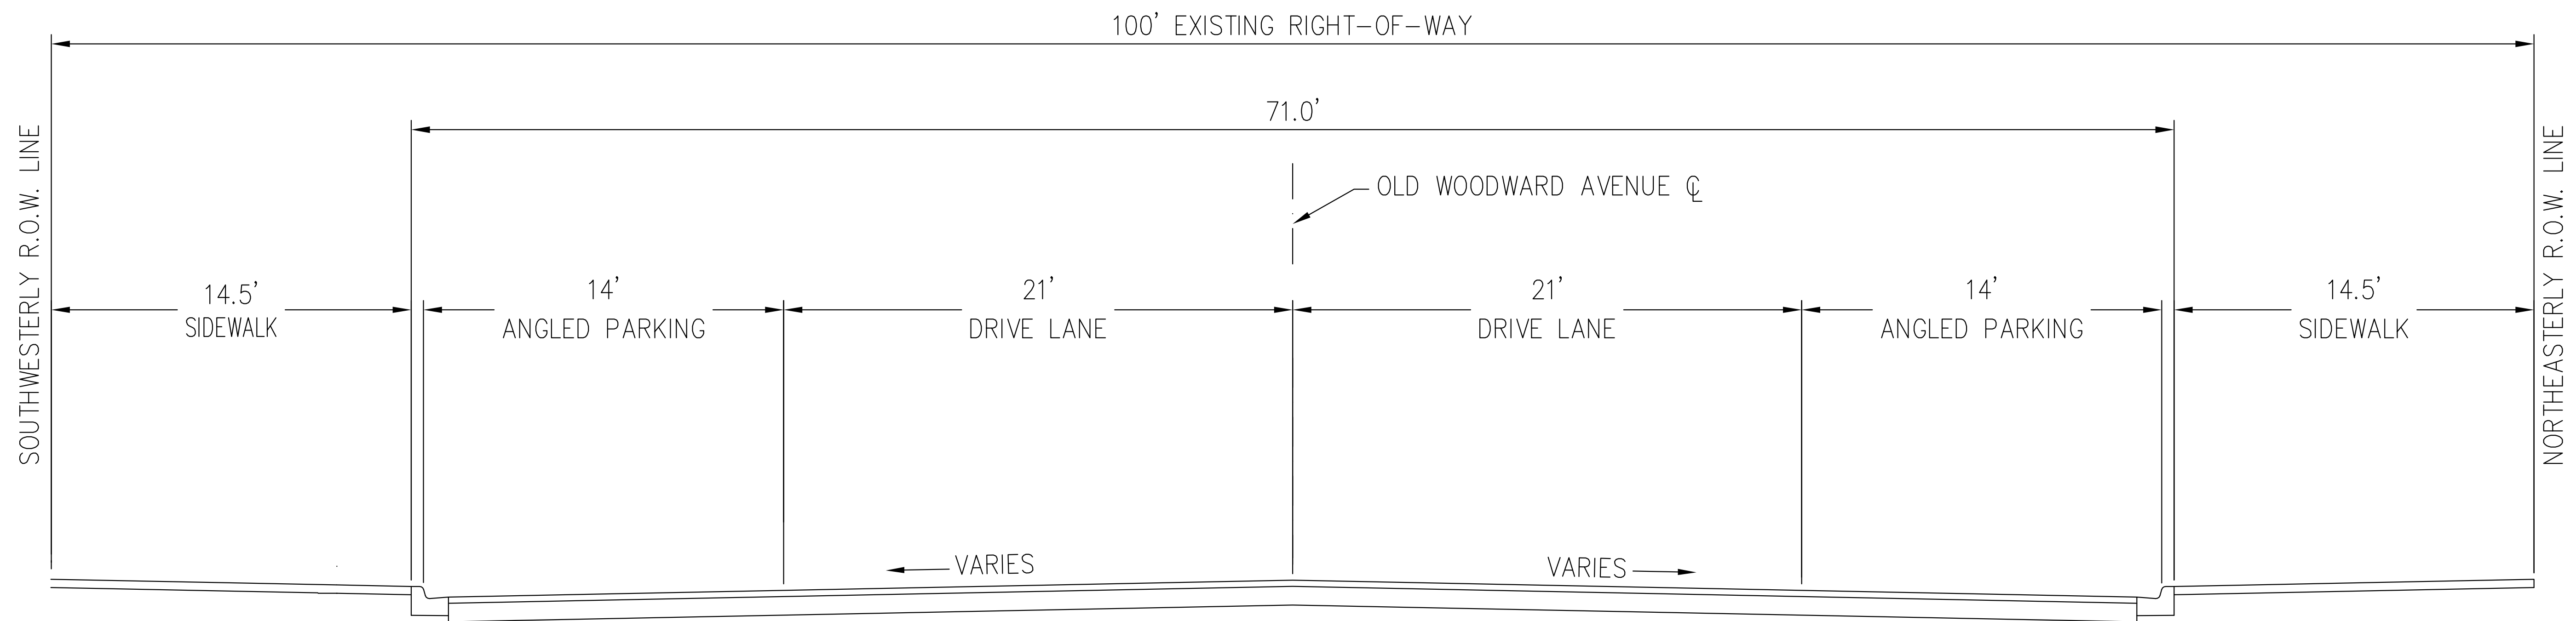 100' EXISTING RIGHT-OF-WAY
71.0'
OLD WOODWARD AVENUE ℄
SOUTHWESTERLY R.O.W. LINE
NORTHEASTERLY R.O.W. LINE
14.5'
SIDEWALK
14'
ANGLED PARKING
21'
DRIVE LANE
21'
DRIVE LANE
14'
ANGLED PARKING
14.5'
SIDEWALK
VARIES
VARIES